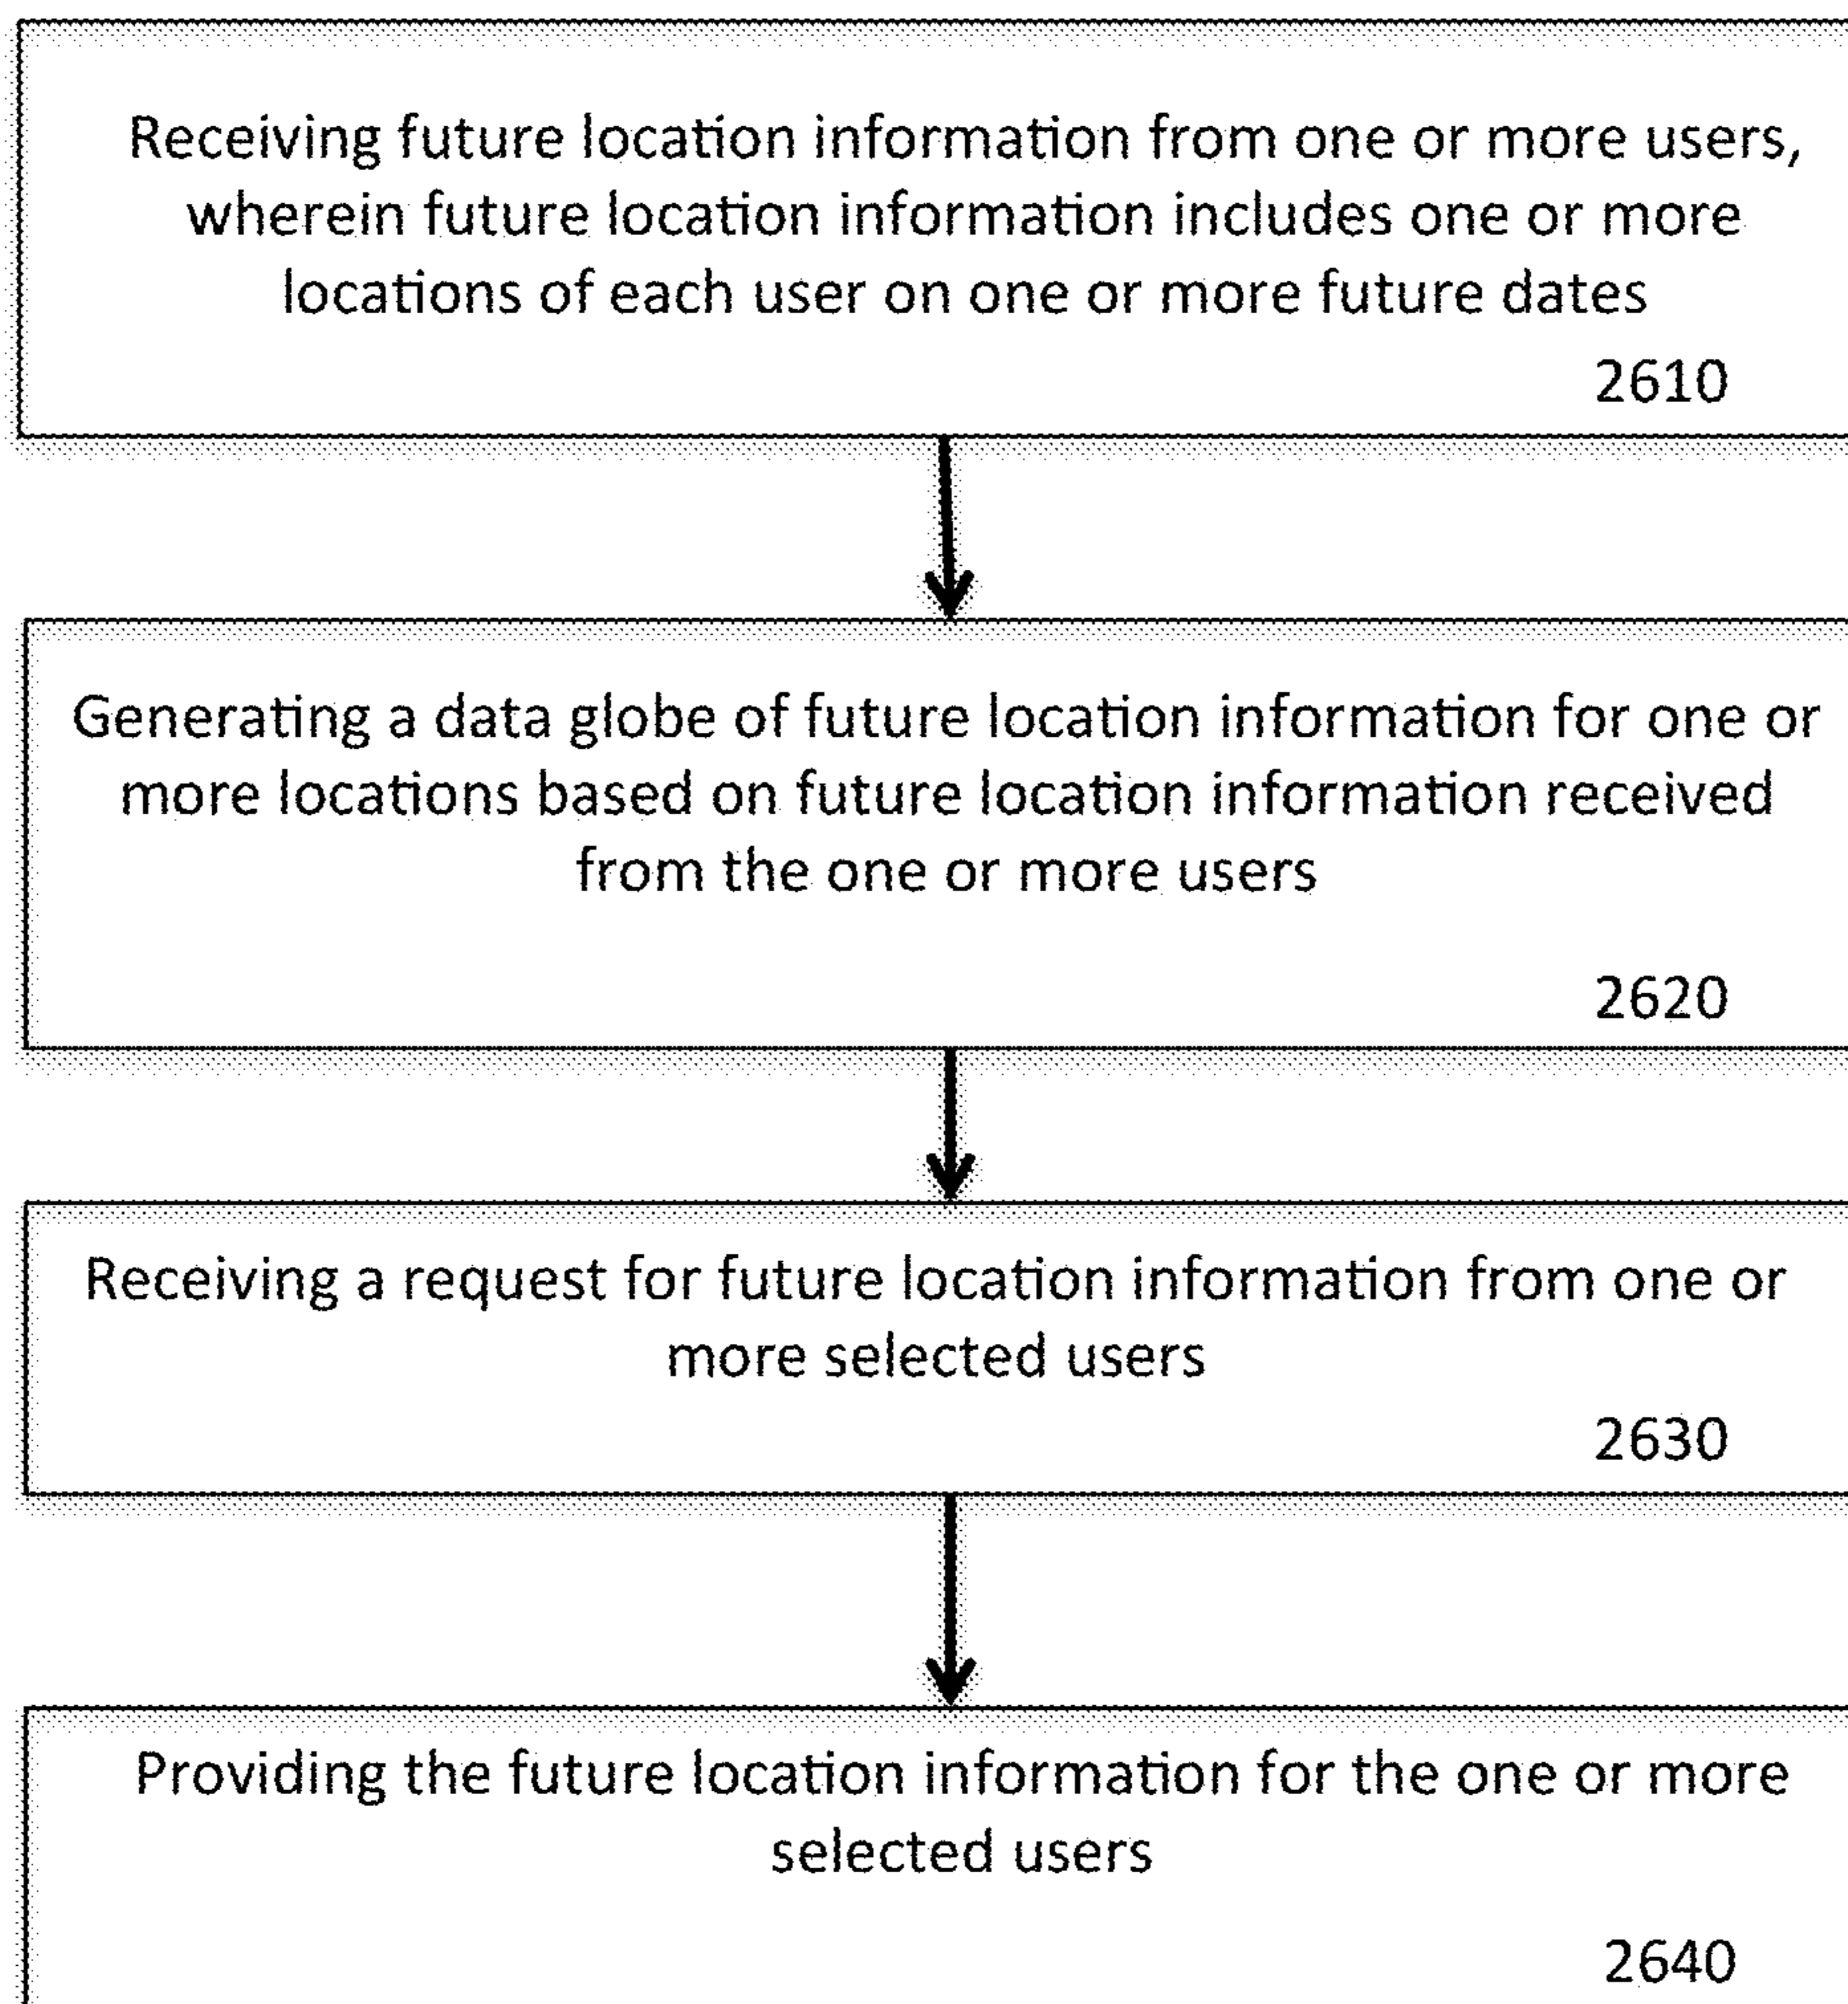 Receiving future location information from one or more users,
wherein future location information includes one or more
locations of each user on one or more future dates
2610
Generating a data globe of future location information for one or
more locations based on future location information received
from the one or more users
2620
Receiving a request for future location information from one or
more selected users
2630
Providing the future location information for the one or more
selected users
2640